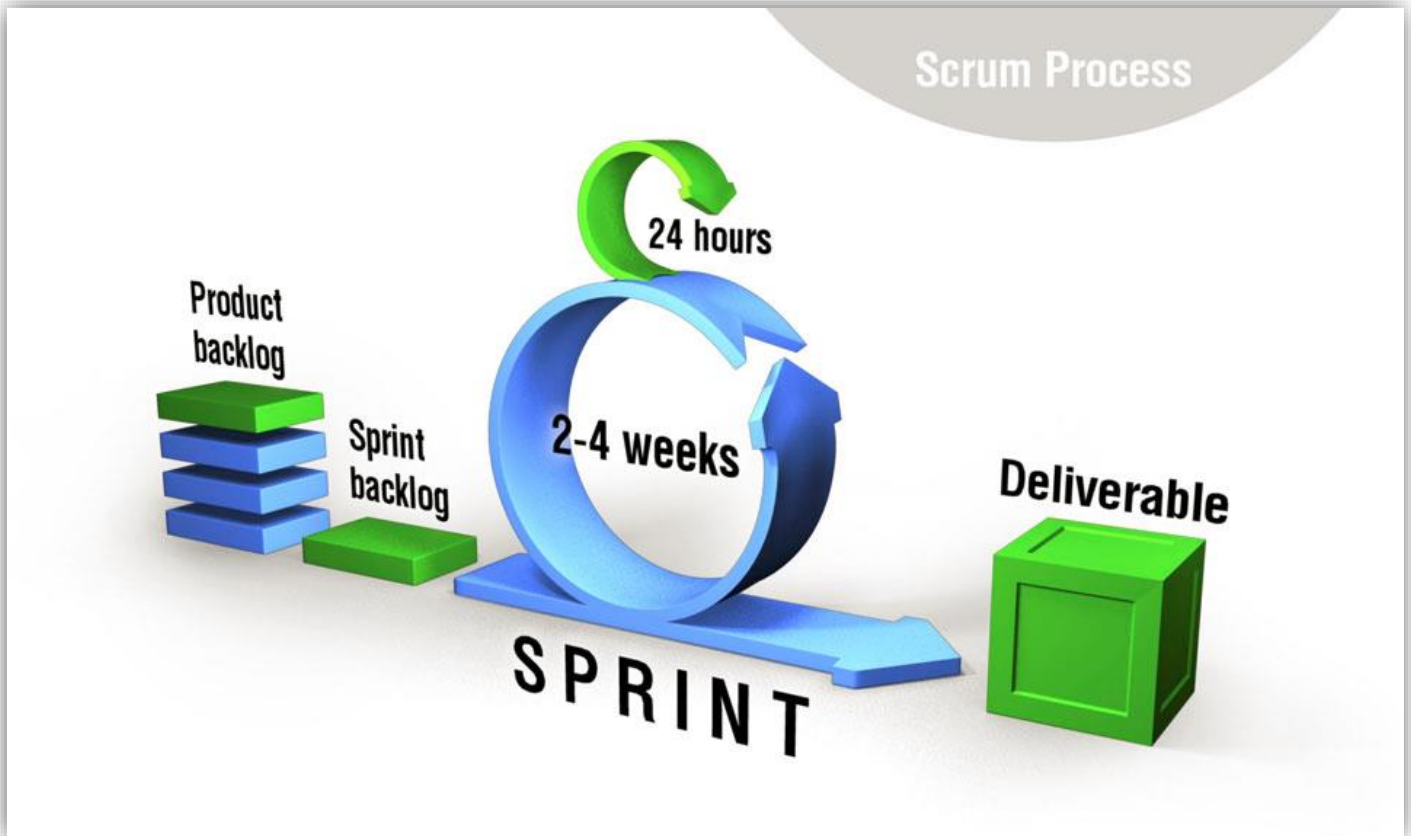 Scrum Process
24 hours
Product
backlog
Sprint
backlog
2-4 weeks
Deliverable
SPRINT